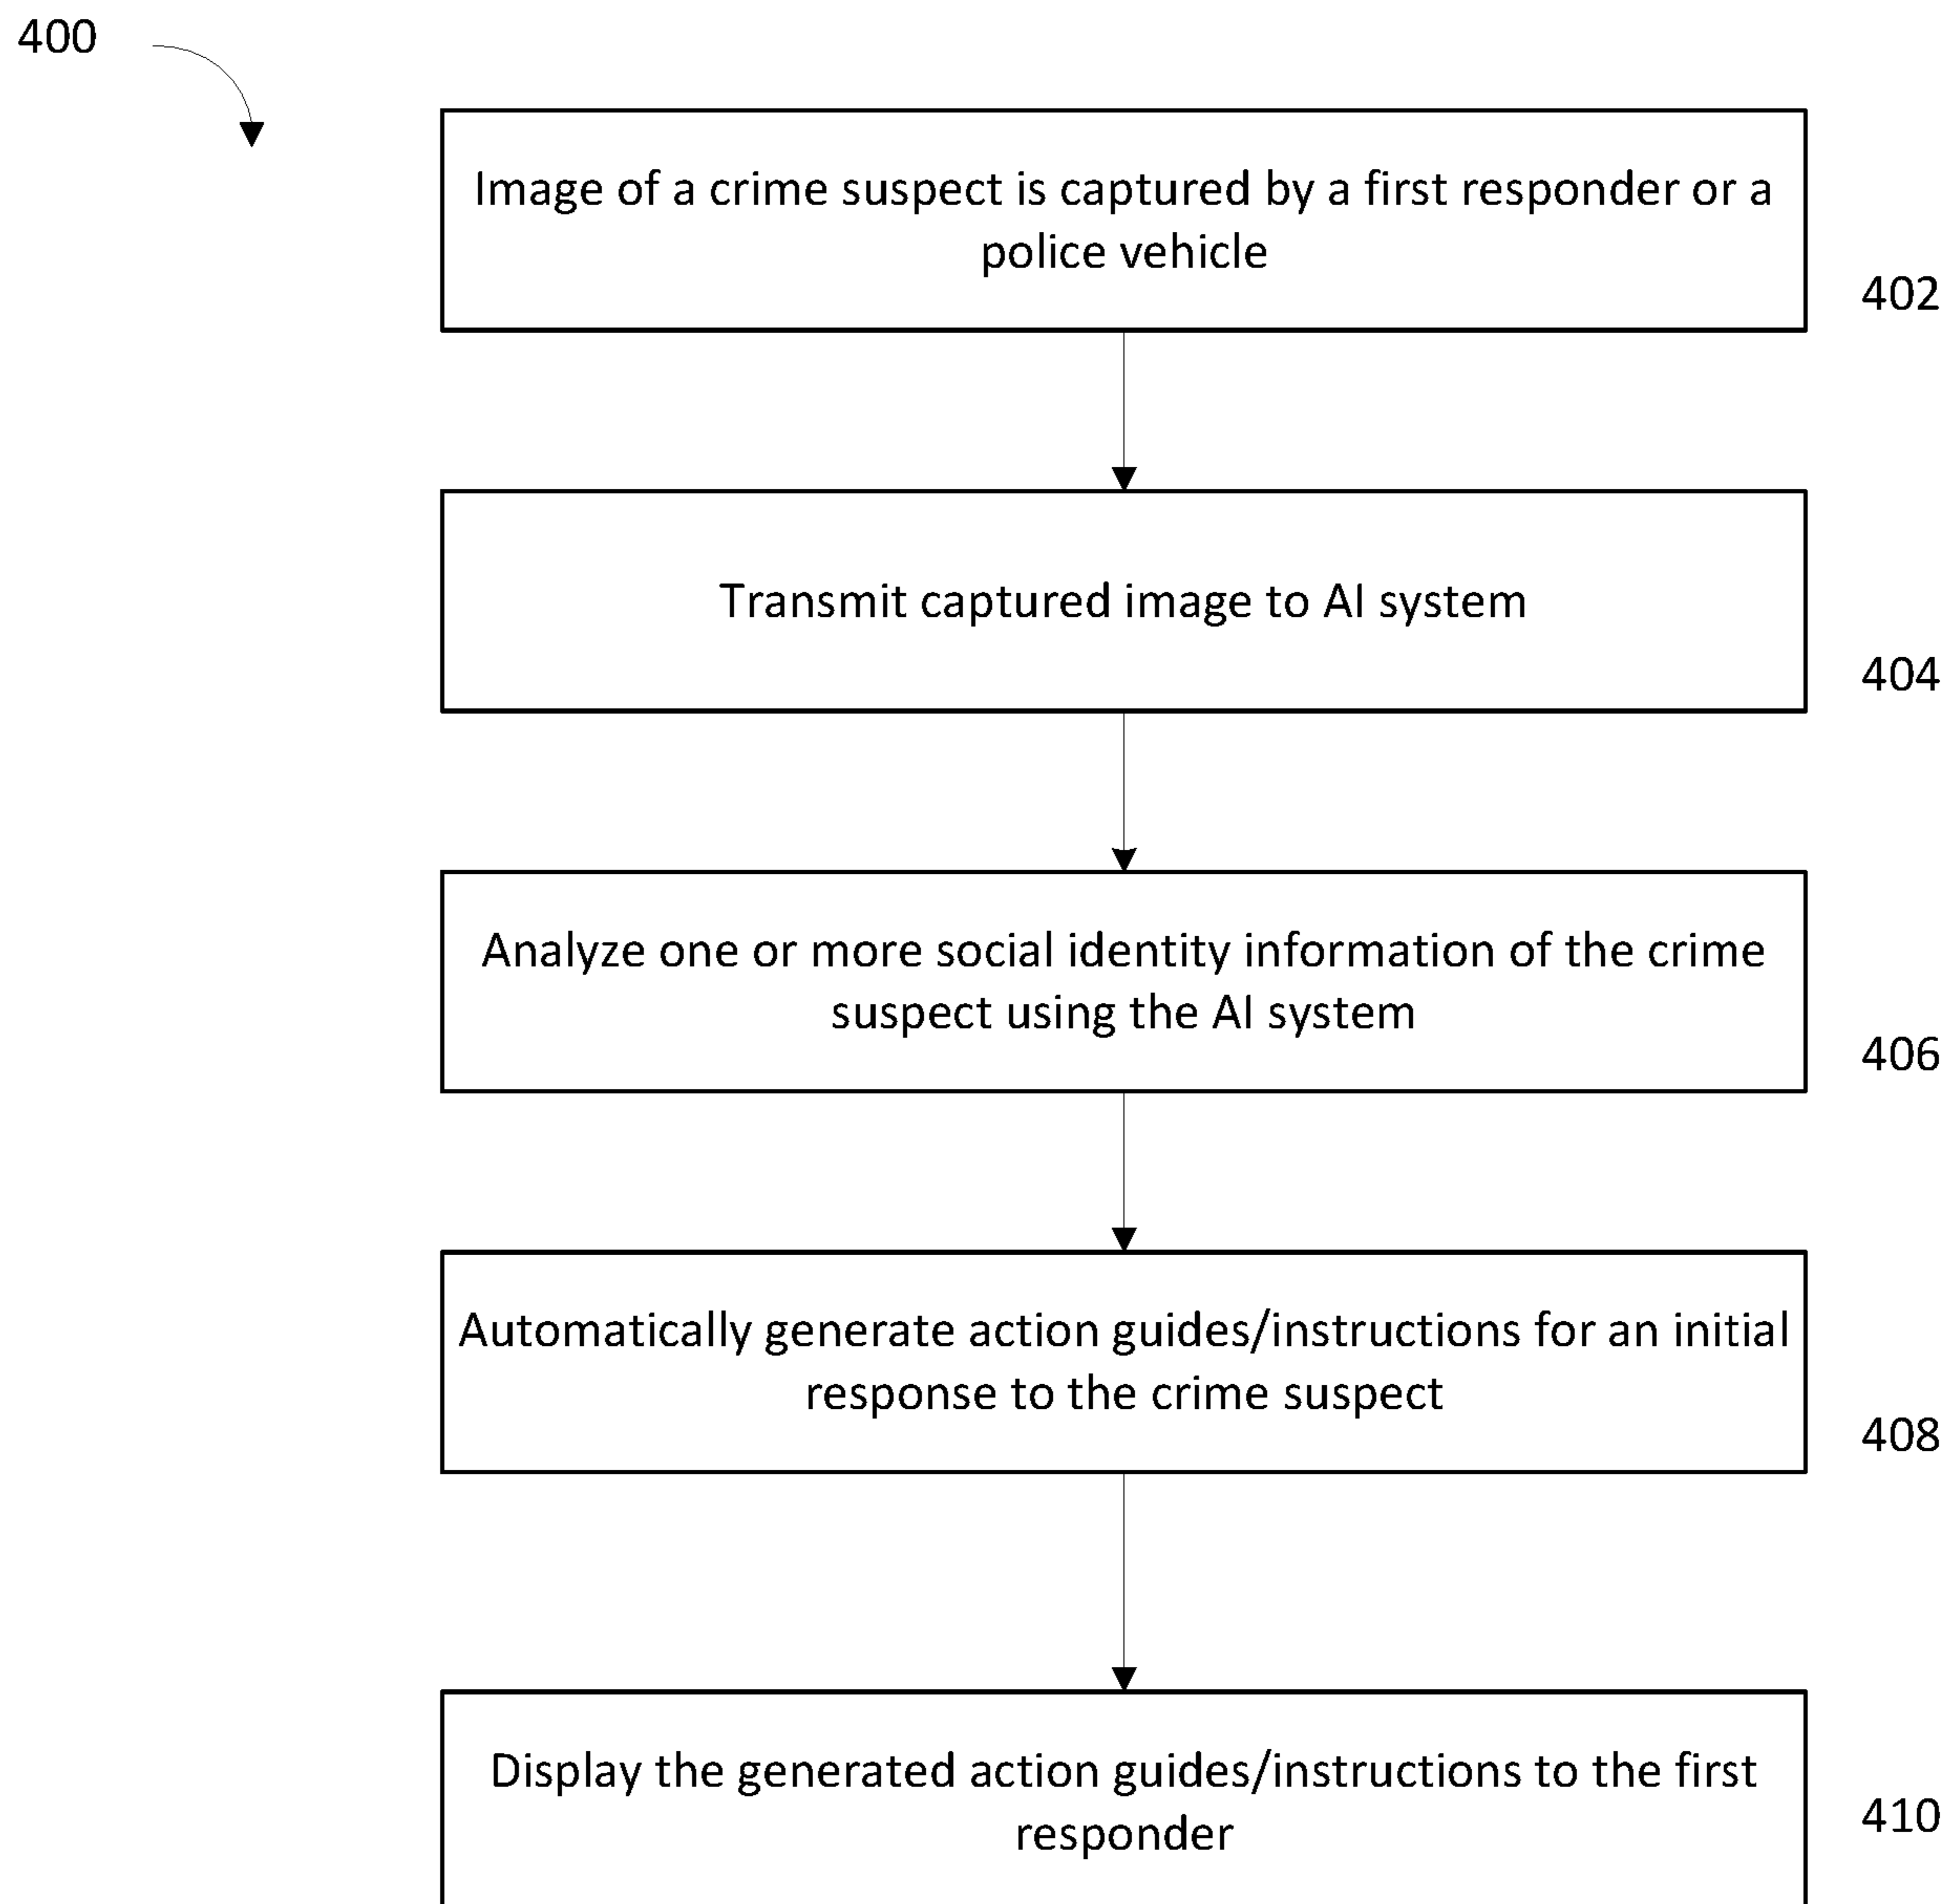 400
Image of a crime suspect is captured by a first responder or a
police vehicle
402
Transmit captured image to AI system
404
Analyze one or more social identity information of the crime
suspect using the AI system
406
Automatically generate action guides/instructions for an initial
response to the crime suspect
408
Display the generated action guides/instructions to the first
responder
410